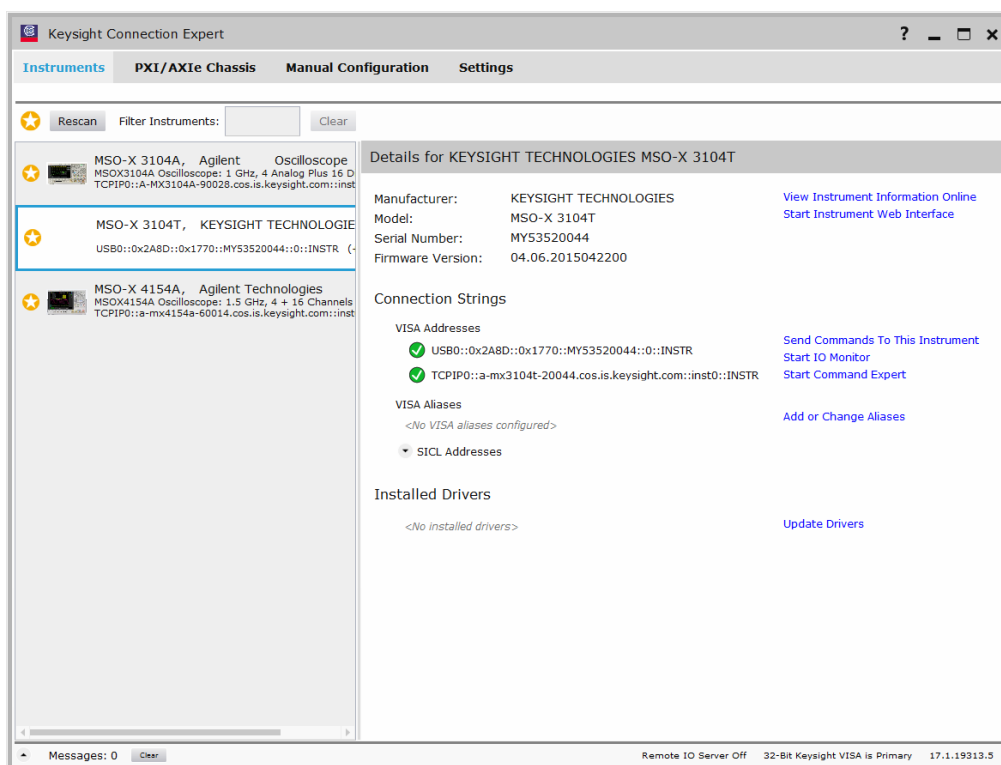 Keysight Connection Expert
?
Instruments PXI/AXIe Chassis Manual Configuration Settings
Rescan Filter Instruments: Clear
MSO-X 3104A, Agilent Oscilloscope
MSOX3104A Oscilloscope: 1 GHz, 4 Analog Plus 16 D
TCPIP0::A-MX3104A-90028.cos.is.keysight.com::inst
MSO-X 3104T, KEYSIGHT TECHNOLOGIE
USB0::0x2A8D::0x1770::MY53520044::0::INSTR (-
MSO-X 4154A, Agilent Technologies
MSOX4154A Oscilloscope: 1.5 GHz, 4 + 16 Channels
TCPIP0::a-mx4154a-60014.cos.is.keysight.com::inst
Details for KEYSIGHT TECHNOLOGIES MSO-X 3104T
Manufacturer: KEYSIGHT TECHNOLOGIES
Model: MSO-X 3104T
Serial Number: MY53520044
Firmware Version: 04.06.2015042200
View Instrument Information Online
Start Instrument Web Interface
Connection Strings
VISA Addresses
USB0::0x2A8D::0x1770::MY53520044::0::INSTR
TCPIP0::a-mx3104t-20044.cos.is.keysight.com::inst0::INSTR
Send Commands To This Instrument
Start IO Monitor
Start Command Expert
VISA Aliases
<No VISA aliases configured>
Add or Change Aliases
SICL Addresses
Installed Drivers
<No installed drivers>
Update Drivers
Messages: 0 Clear
Remote IO Server Off 32-Bit Keysight VISA is Primary 17.1.19313.5